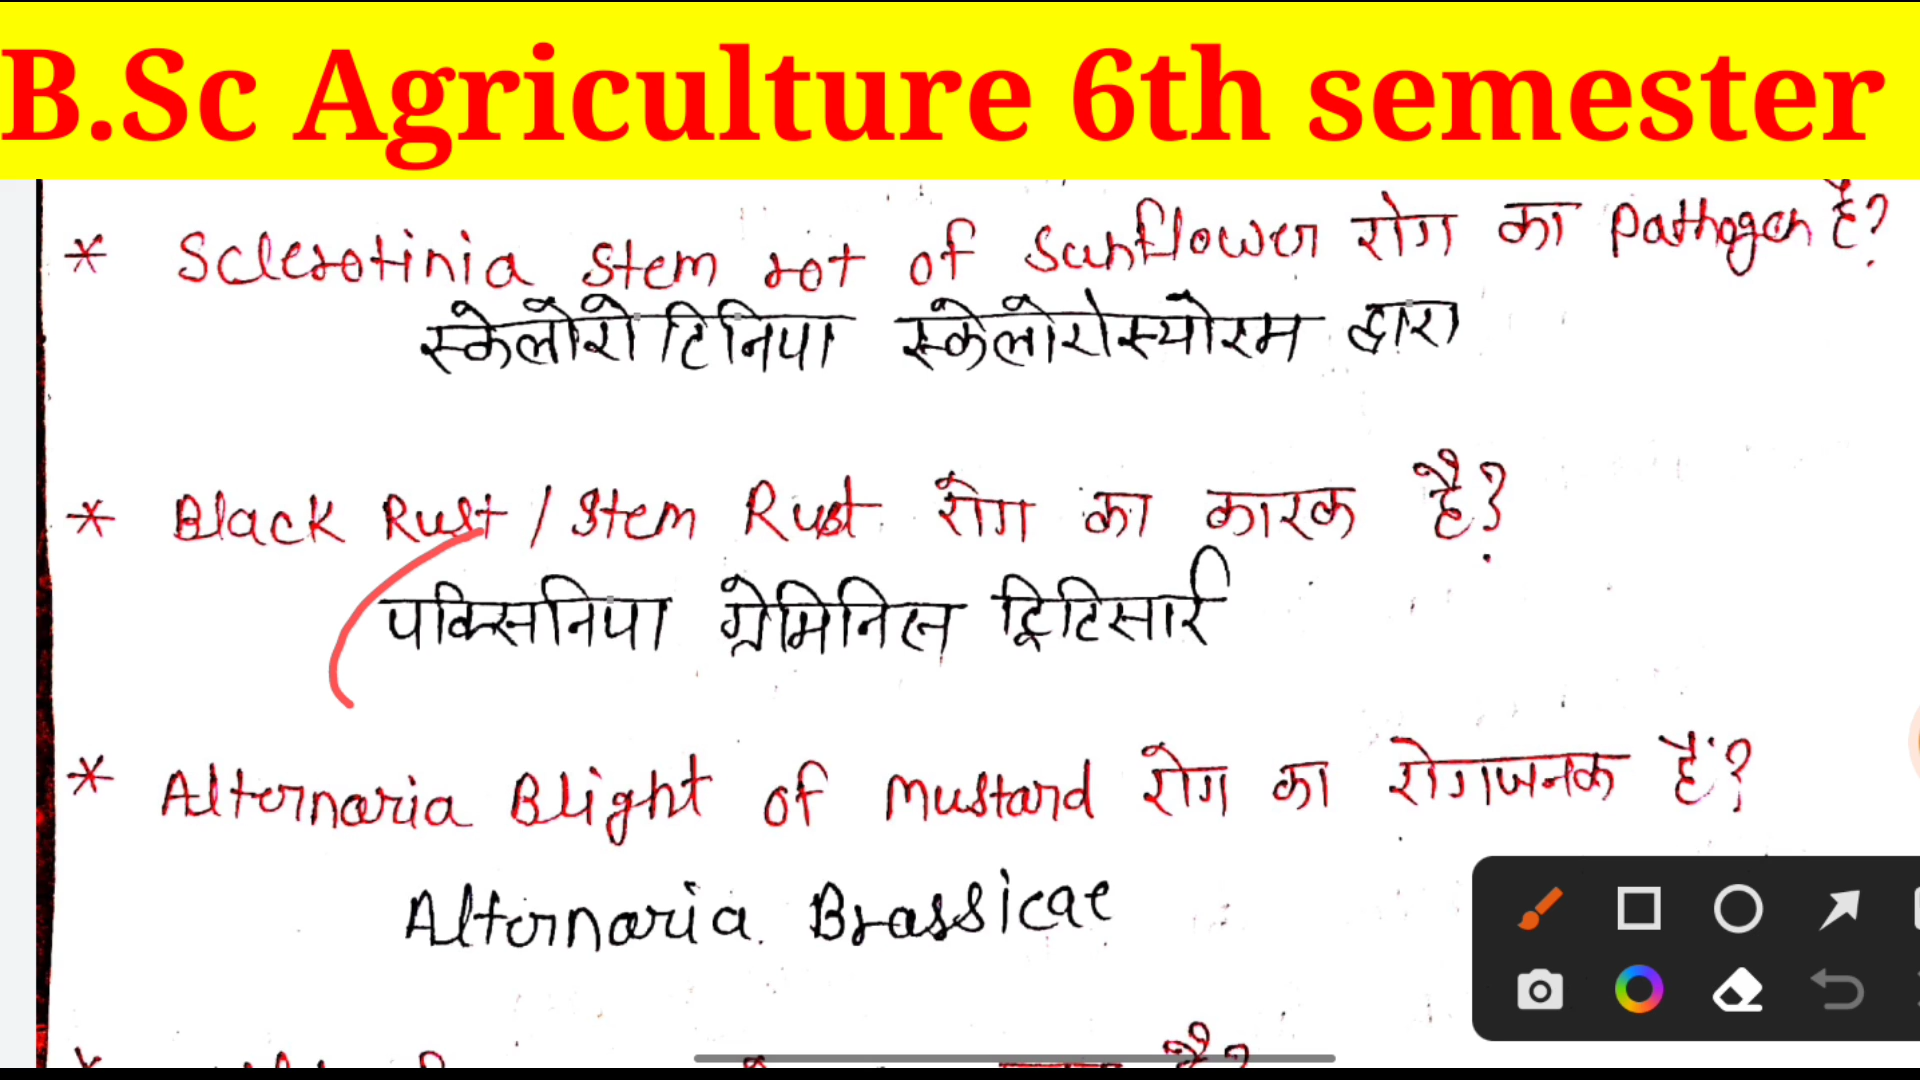 B.Sc Agriculture 6th semester
* Sclerotinia stem rot of Sunflower रोग का pathogen है?
स्केलोरोटिनिया स्केलोरोस्योरम द्वारा
* Black Rust / Stem Rust रोग का कारक है?
पक्सिनिया ग्रेमिनिस ट्रिटिसाई
* Alternaria Blight of Mustard रोग का रोगजनक है?
Alternaria Brassicae